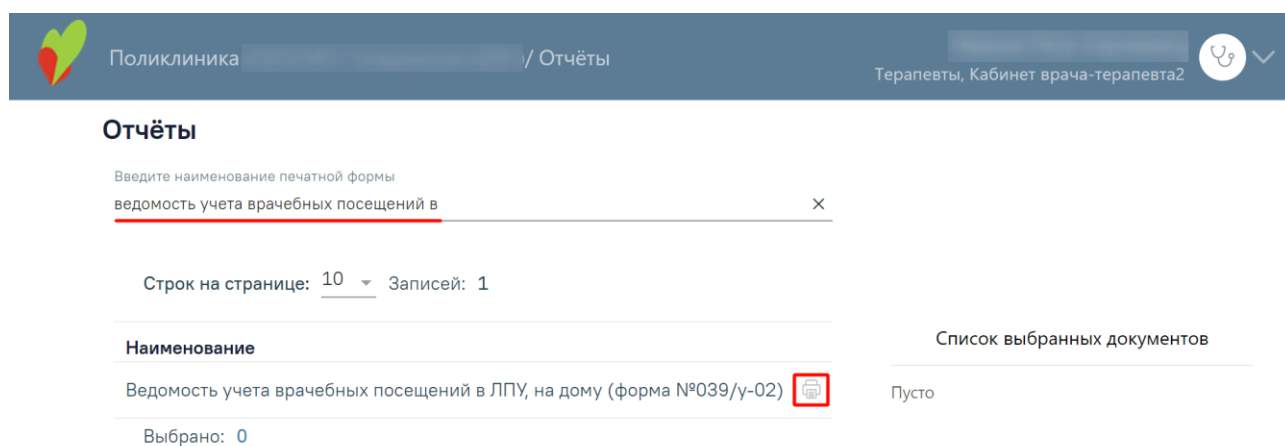 Поликлиника / Отчёты
Терапевты, Кабинет врача-терапевта2
Отчёты
Введите наименование печатной формы
ведомость учета врачебных посещений в
Строк на странице: 10 Записей: 1
Наименование
Ведомость учета врачебных посещений в ЛПУ, на дому (форма №039/у-02)
Выбрано: 0
Список выбранных документов
Пусто